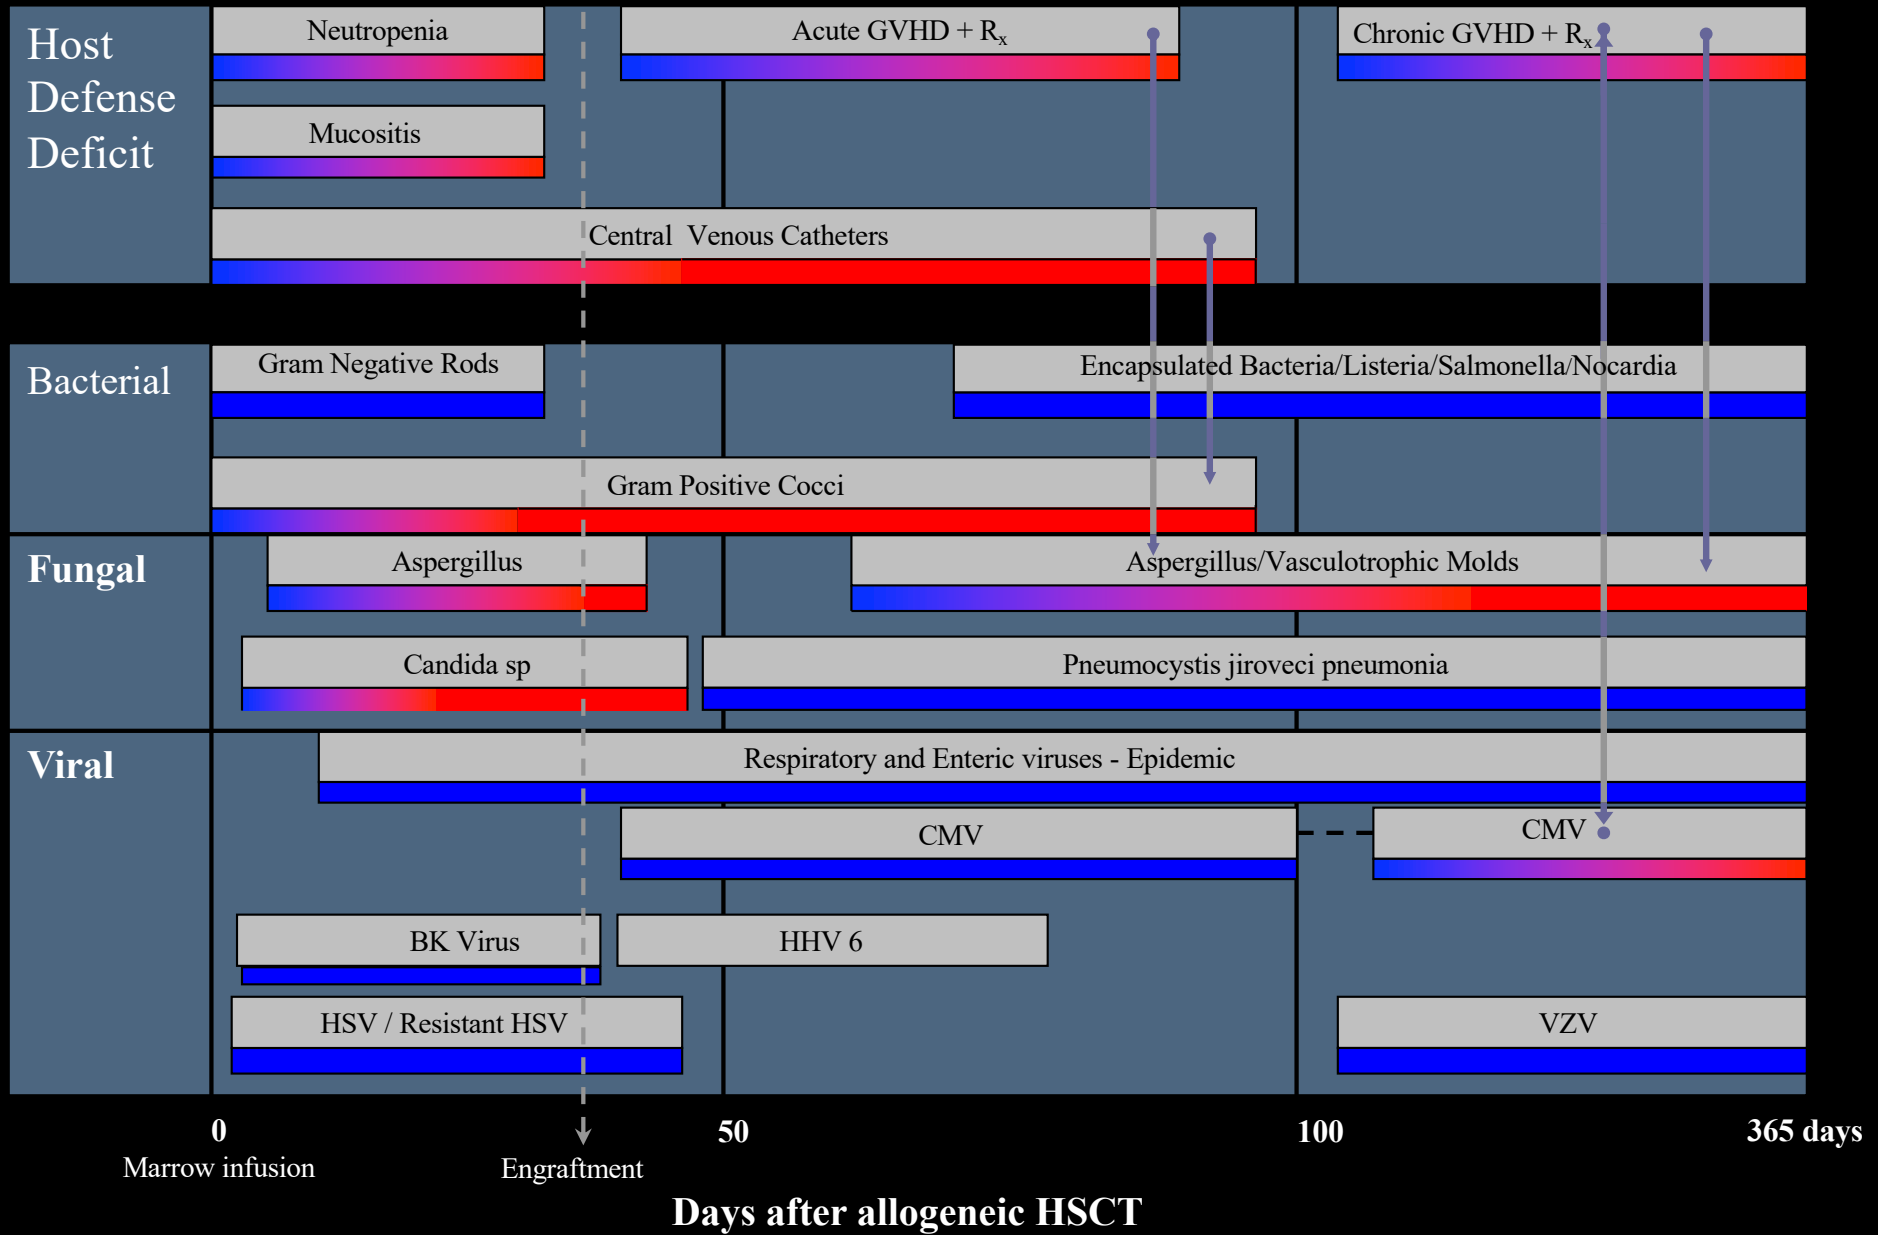 Host
Defense
Deficit
Neutropenia
Acute GVHD + Rx
Chronic GVHD + Rx
Mucositis
Central Venous Catheters
Bacterial
Gram Negative Rods
Encapsulated Bacteria/Listeria/Salmonella/Nocardia
Gram Positive Cocci
Fungal
Aspergillus
Aspergillus/Vasculotrophic Molds
Candida sp
Pneumocystis jiroveci pneumonia
Viral
Respiratory and Enteric viruses - Epidemic
CMV
CMV
BK Virus
HHV 6
HSV / Resistant HSV
VZV
0
50
100
365 days
Marrow infusion
Engraftment
Days after allogeneic HSCT